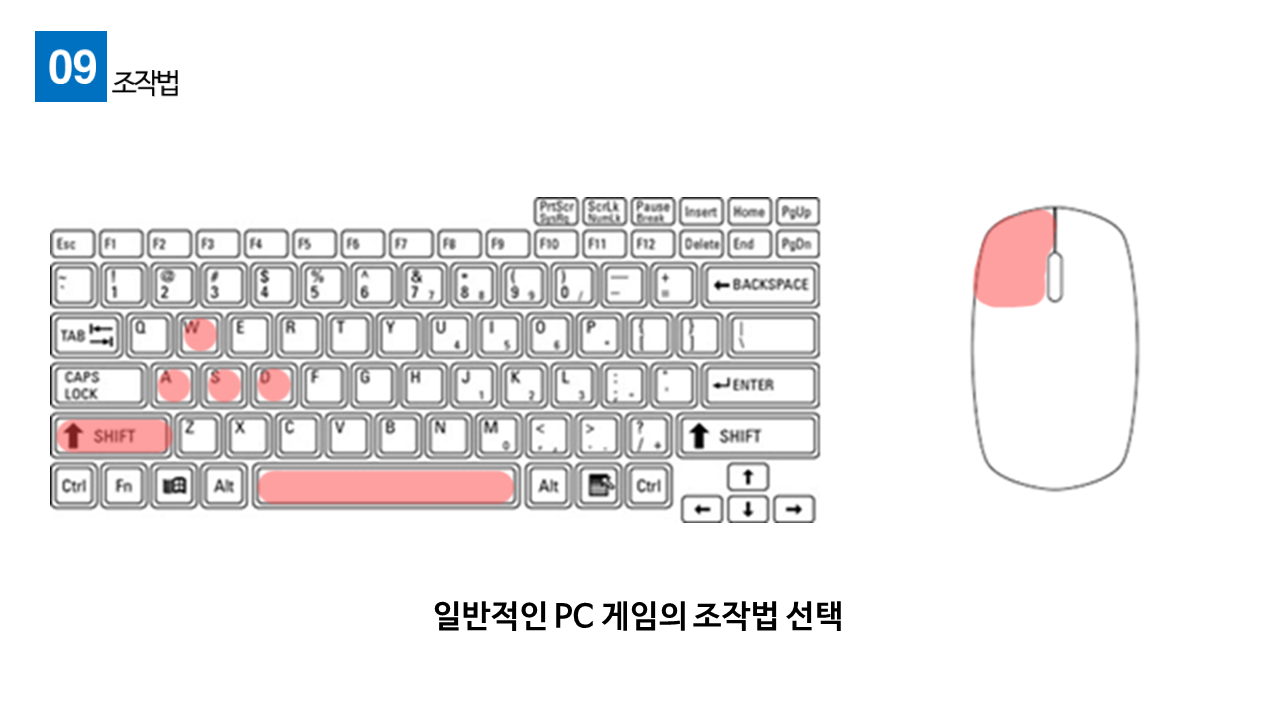 09 조작법
PrtScr SysRq ScrLk NumLk Pause Break Insert Home PgUp
Esc F1 F2 F3 F4 F5 F6 F7 F8 F9 F10 F11 F12 Delete End PgDn
~ ` ! 1 @ 2 # 3 $ 4 % 5 ^ 6 & 7 7 * 8 8 ( 9 9 ) 0 / — – + = ←BACKSPACE
TAB Q W E R T Y U 4 I 5 O 6 P * { [ } ] | \
CAPS LOCK A S D F G H J 1 K 2 L 3 : ; - " ' ↵ENTER
⬆ SHIFT Z X C V B N M 0 < , , > . . ? / + ⬆ SHIFT
Ctrl Fn Alt Alt Ctrl ↑
← ↓ →
일반적인 PC 게임의 조작법 선택